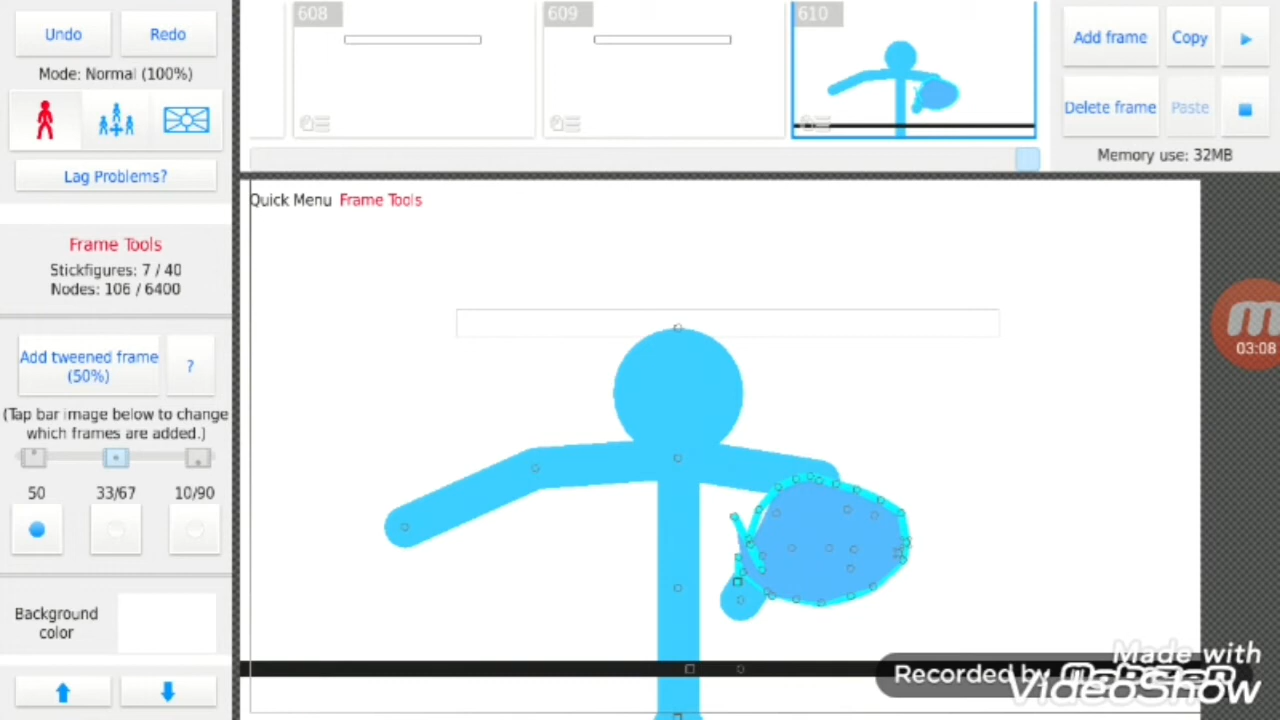 Undo
Redo
Mode: Normal (100%)
Lag Problems?
Frame Tools
Stickfigures: 7 / 40
Nodes: 106 / 6400
Add tweened frame
(50%)
?
(Tap bar image below to change
which frames are added.)
50
33/67
10/90
Background
color
608
609
610
Add frame
Copy
Delete frame
Paste
Memory use: 32MB
Quick Menu Frame Tools
03:08
Made with
Recorded by
VideoShow